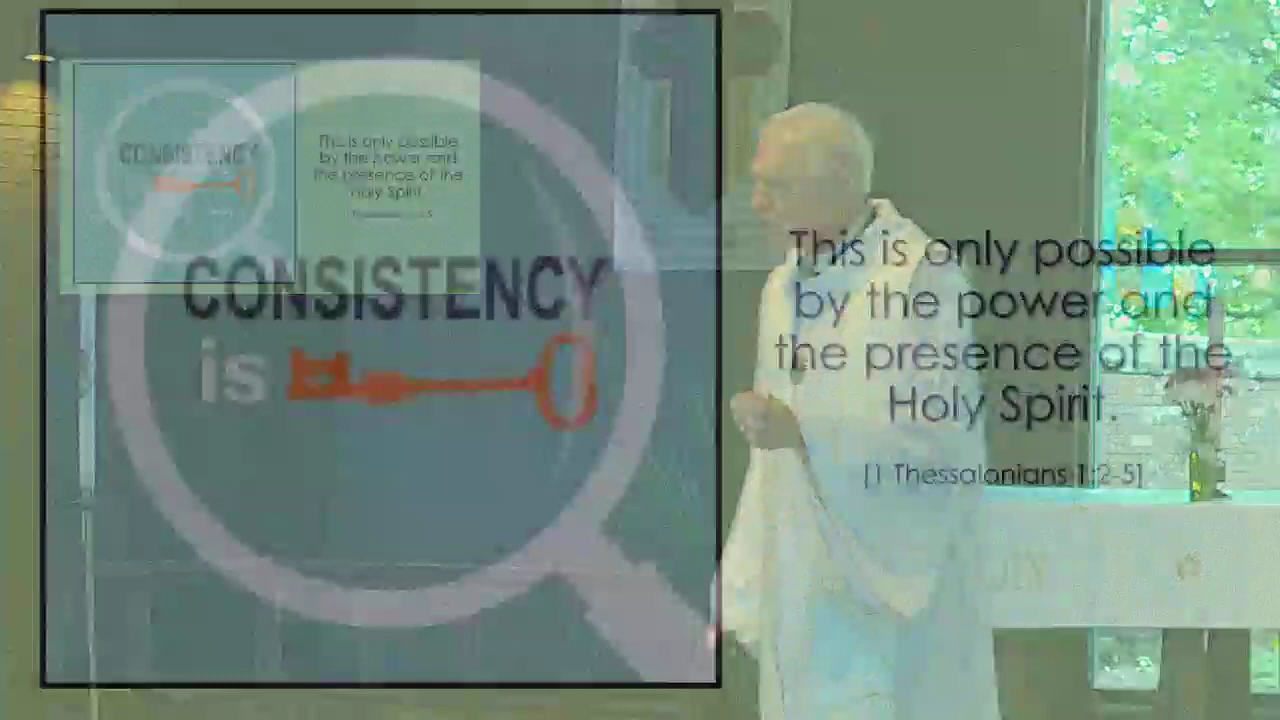 CONSISTENCY
is
This is only possible
by the power and
the presence of the
Holy Spirit.
[1 Thessalonians 1:2-5]
CONSISTENCY
This is only possible
by the power and
the presence of the
Holy Spirit.